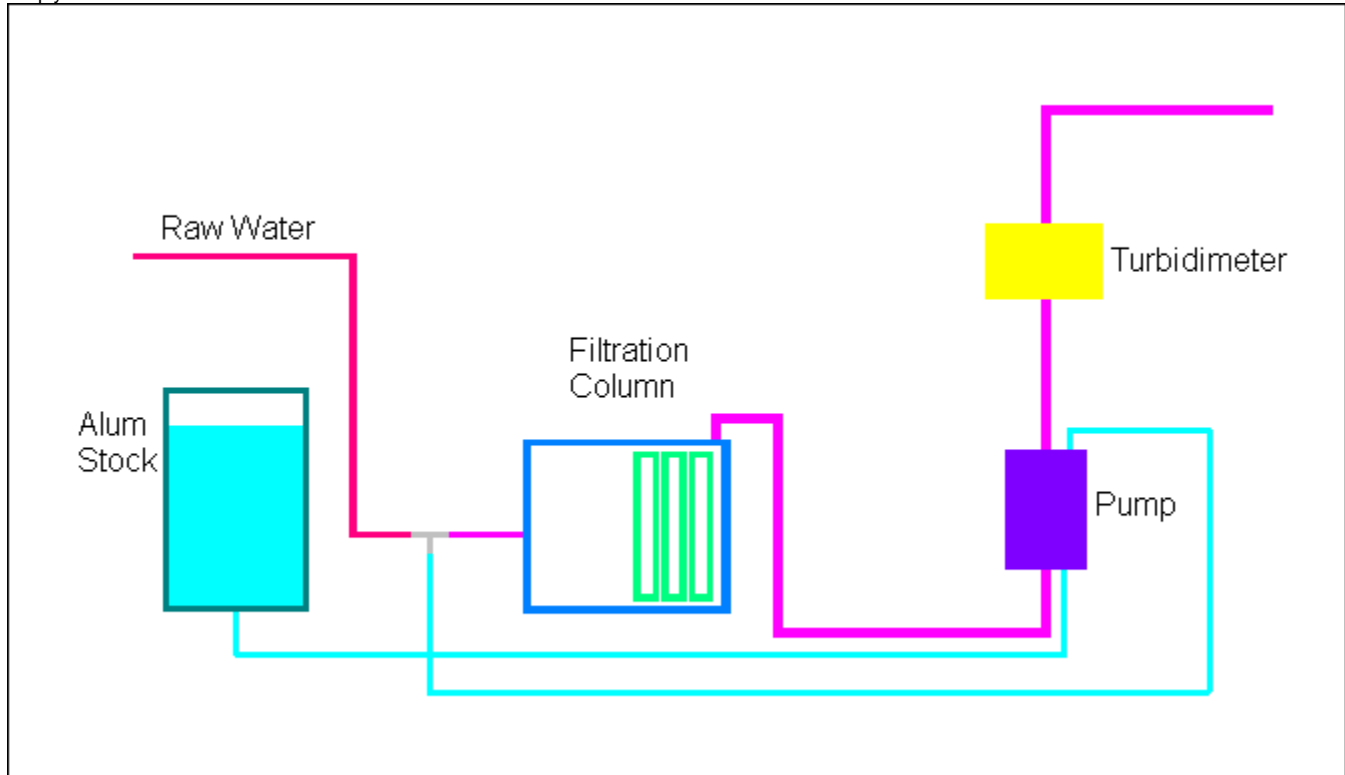 Raw Water
Filtration
Column
Alum
Stock
Turbidimeter
Pump